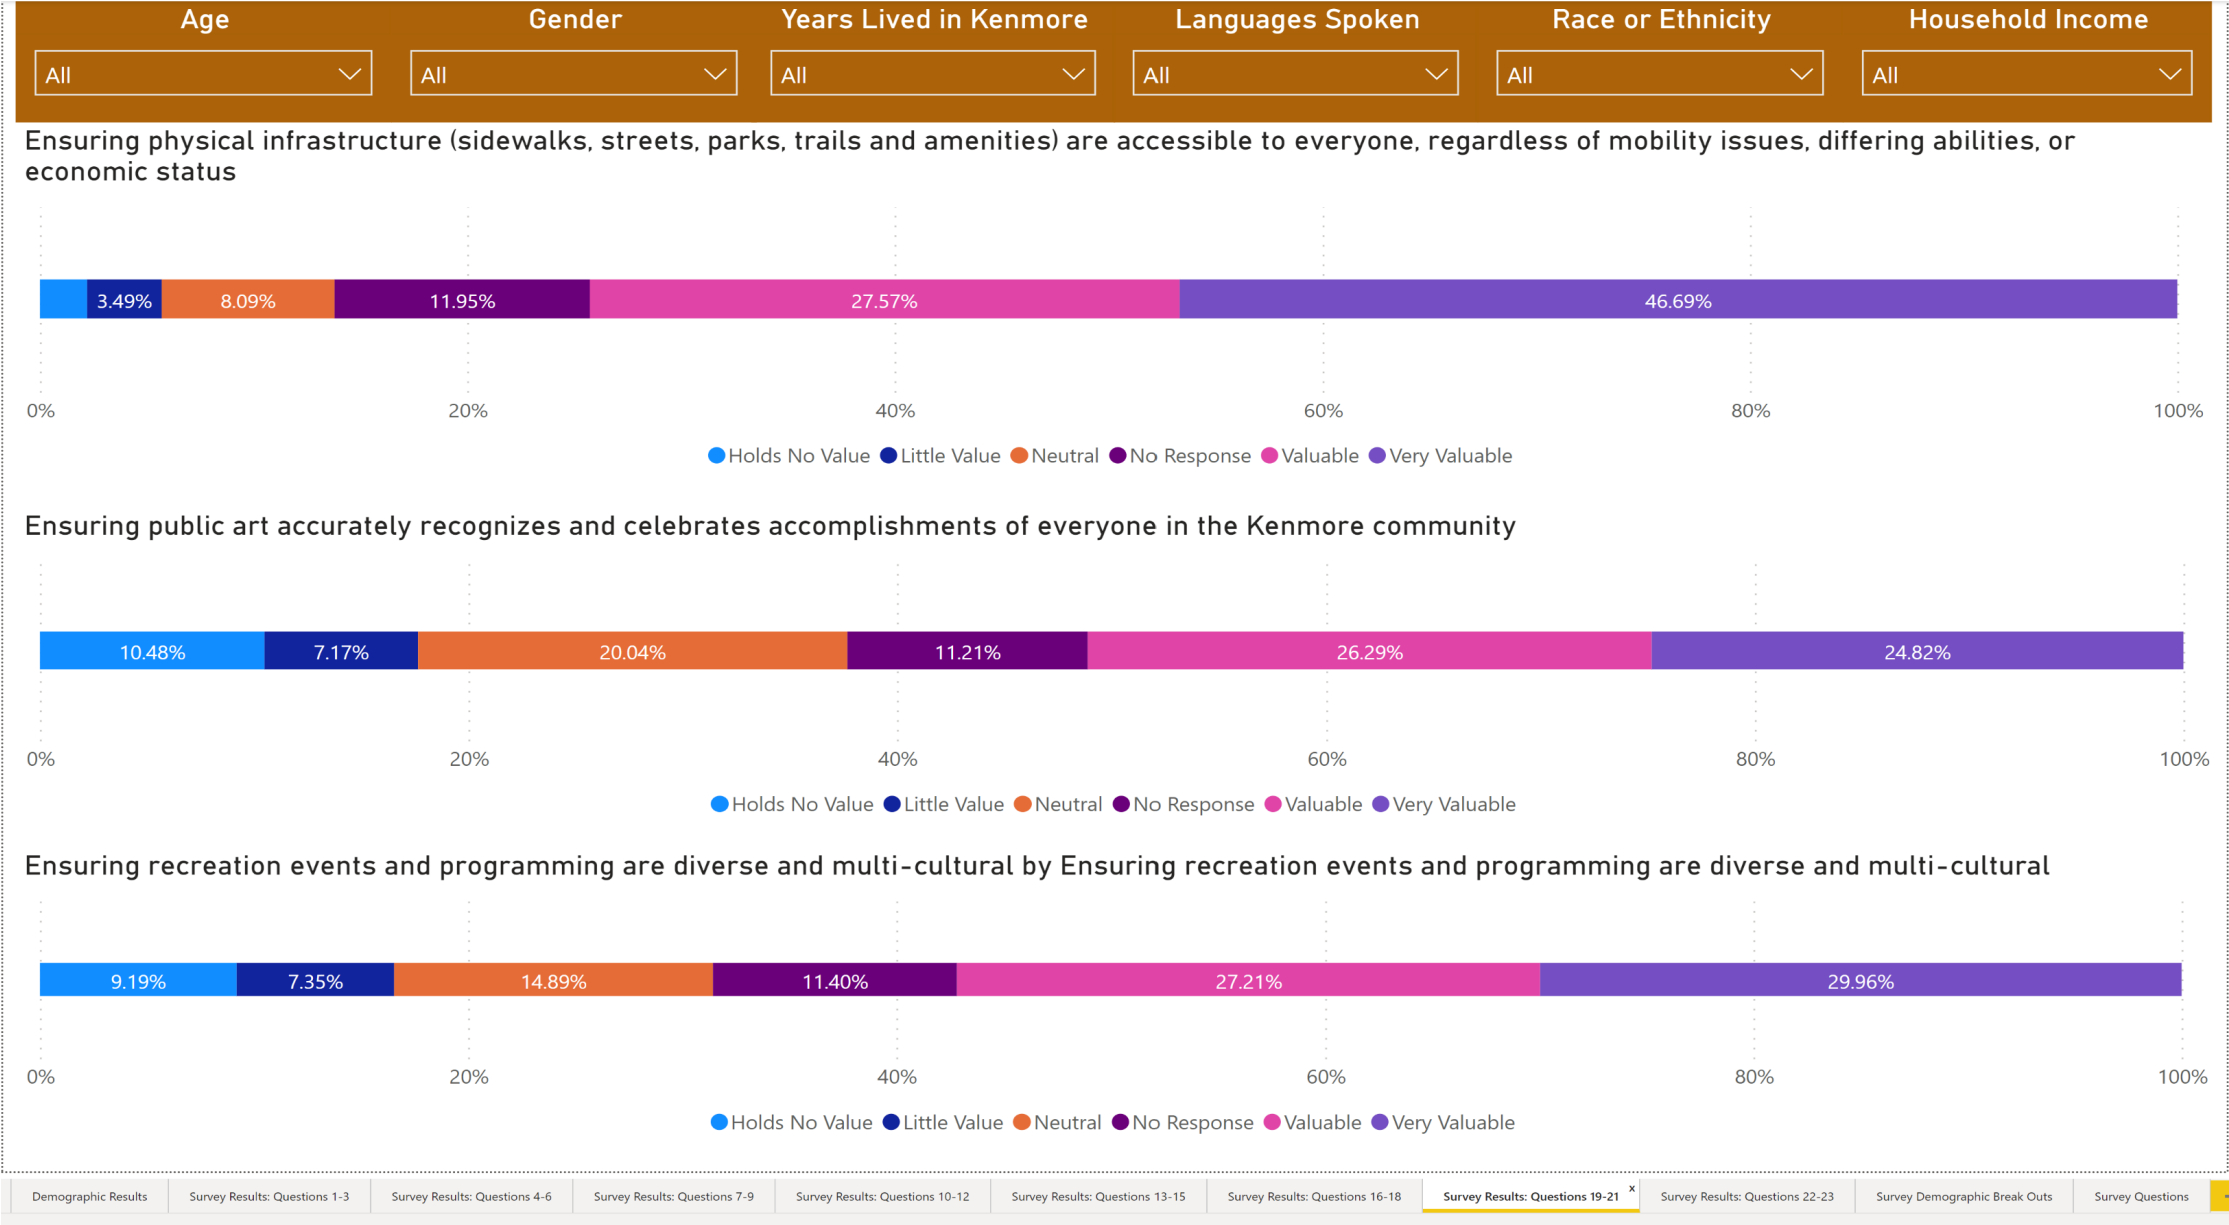 Age Gender Years Lived in Kenmore Languages Spoken Race or Ethnicity Household Income
All All All All All All
Ensuring physical infrastructure (sidewalks, streets, parks, trails and amenities) are accessible to everyone, regardless of mobility issues, differing abilities, or
economic status
3.49% 8.09% 11.95% 27.57% 46.69%
0% 20% 40% 60% 80% 100%
Holds No Value Little Value Neutral No Response Valuable Very Valuable
Ensuring public art accurately recognizes and celebrates accomplishments of everyone in the Kenmore community
10.48% 7.17% 20.04% 11.21% 26.29% 24.82%
0% 20% 40% 60% 80% 100%
Holds No Value Little Value Neutral No Response Valuable Very Valuable
Ensuring recreation events and programming are diverse and multi-cultural by Ensuring recreation events and programming are diverse and multi-cultural
9.19% 7.35% 14.89% 11.40% 27.21% 29.96%
0% 20% 40% 60% 80% 100%
Holds No Value Little Value Neutral No Response Valuable Very Valuable
Demographic Results Survey Results: Questions 1-3 Survey Results: Questions 4-6 Survey Results: Questions 7-9 Survey Results: Questions 10-12 Survey Results: Questions 13-15 Survey Results: Questions 16-18 Survey Results: Questions 19-21 x Survey Results: Questions 22-23 Survey Demographic Break Outs Survey Questions